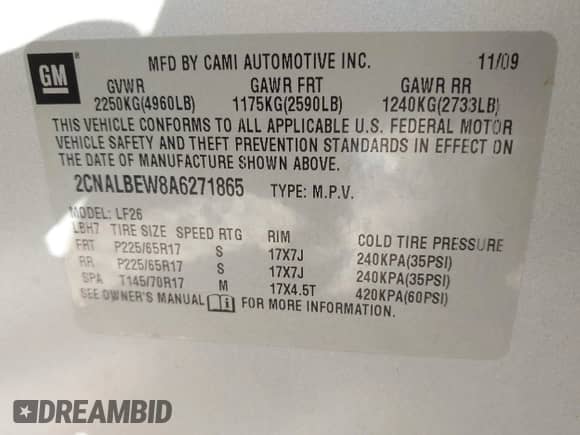 GM ®
MFD BY CAMI AUTOMOTIVE INC. 11/09
GVWR GAWR FRT GAWR RR
2250KG(4960LB) 1175KG(2590LB) 1240KG(2733LB)
THIS VEHICLE CONFORMS TO ALL APPLICABLE U.S. FEDERAL MOTOR
VEHICLE SAFETY AND THEFT PREVENTION STANDARDS IN EFFECT ON
THE DATE OF MANUFACTURE SHOWN ABOVE.
2CNALBEW8A6271865 TYPE: M.P.V.
MODEL: LF26
LBH7 TIRE SIZE SPEED RTG RIM COLD TIRE PRESSURE
FRT P225/65R17 S 17X7J 240KPA(35PSI)
RR P225/65R17 S 17X7J 240KPA(35PSI)
SPA T145/70R17 M 17X4.5T 420KPA(60PSI)
SEE OWNER'S MANUAL FOR MORE INFORMATION.
DREAMBID